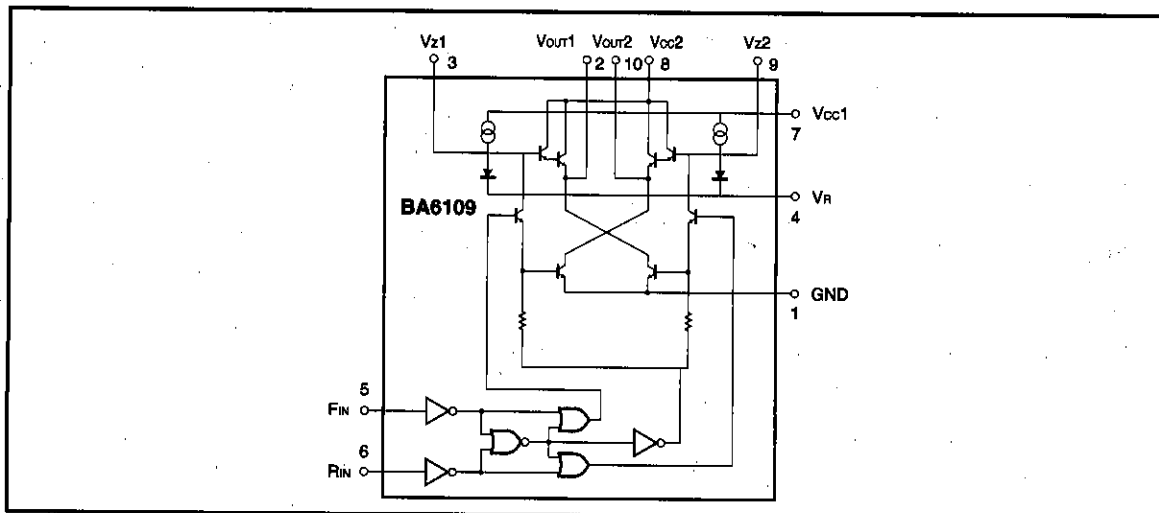 Vz1 VOUT1 VOUT2 Vcc2 Vz2
3 2 10 8 9
Vcc1
7
BA6109
VR
4
GND
1
5
FIN
6
RIN